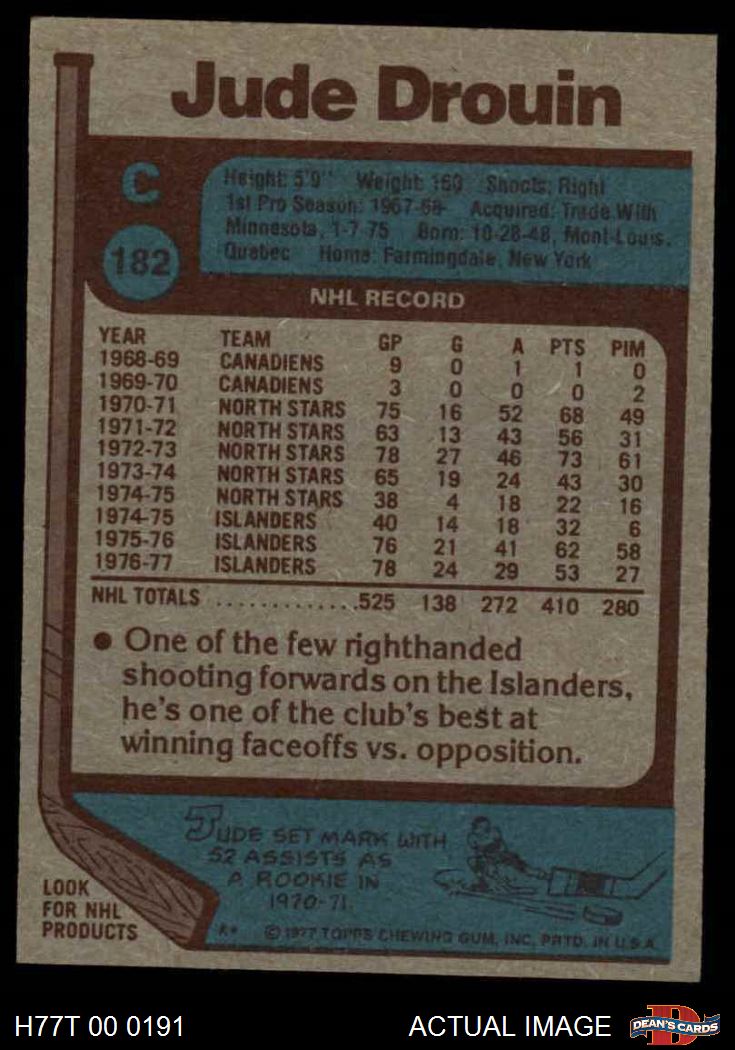 Jude Drouin
C
182
Height: 5'9" Weight: 160 Shoots: Right
1st Pro Season: 1967-68 Acquired: Trade With
Minnesota, 1-7-75 Born: 10-28-48, Mont-Louis,
Quebec Home: Farmingdale, New York
NHL RECORD
YEAR TEAM GP G A PTS PIM
1968-69 CANADIENS 9 0 1 1 0
1969-70 CANADIENS 3 0 0 0 2
1970-71 NORTH STARS 75 16 52 68 49
1971-72 NORTH STARS 63 13 43 56 31
1972-73 NORTH STARS 78 27 46 73 61
1973-74 NORTH STARS 65 19 24 43 30
1974-75 NORTH STARS 38 4 18 22 16
1974-75 ISLANDERS 40 14 18 32 6
1975-76 ISLANDERS 76 21 41 62 58
1976-77 ISLANDERS 78 24 29 53 27
NHL TOTALS .............525 138 272 410 280
● One of the few righthanded
shooting forwards on the Islanders,
he's one of the club's best at
winning faceoffs vs. opposition.
JUDE SET MARK WITH
52 ASSISTS AS
A ROOKIE IN
1970-71.
LOOK
FOR NHL
PRODUCTS
A* © 1977 TOPPS CHEWING GUM, INC. PRTD. IN U.S.A.
H77T 00 0191 ACTUAL IMAGE
DEAN'S CARDS